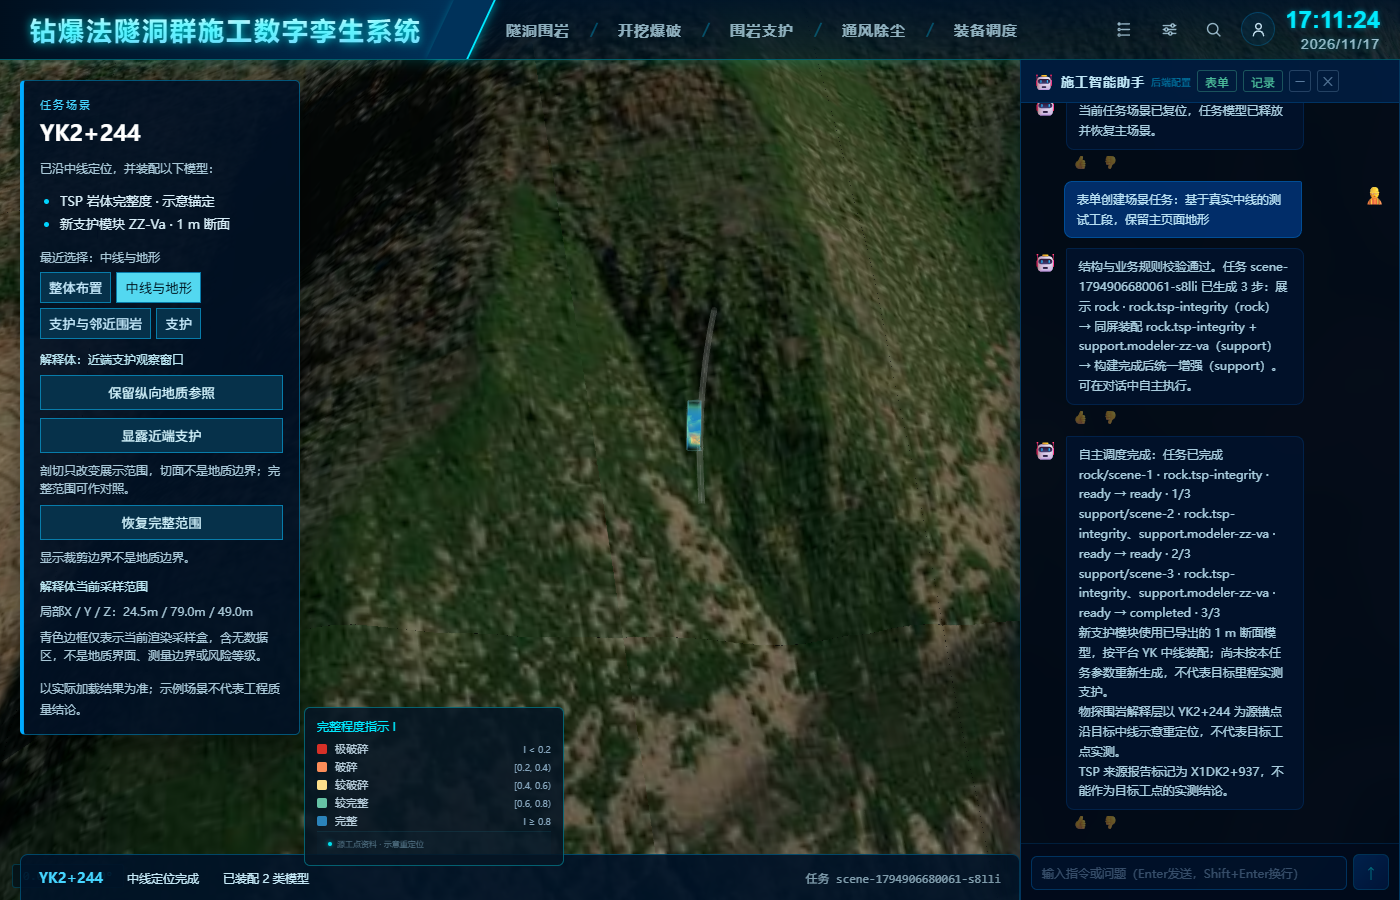 钻爆法隧洞群施工数字孪生系统
隧洞围岩 / 开挖爆破 / 围岩支护 / 通风除尘 / 装备调度
17:11:24
2026/11/17
任务场景
YK2+244
已沿中线定位，并装配以下模型：
TSP 岩体完整度 · 示意锚定
新支护模块 ZZ-Va · 1 m 断面
最近选择：中线与地形
整体布置 中线与地形
支护与邻近围岩 支护
解释体：近端支护观察窗口
保留纵向地质参照
显露近端支护
剖切只改变展示范围，切面不是地质边界；完
整范围可作对照。
恢复完整范围
显示裁剪边界不是地质边界。
解释体当前采样范围
局部X / Y / Z：24.5m / 79.0m / 49.0m
青色边框仅表示当前渲染采样盒，含无数据
区，不是地质界面、测量边界或风险等级。
以实际加载结果为准；示例场景不代表工程质
量结论。
完整程度指示 I
极破碎 I < 0.2
破碎 [0.2, 0.4)
较破碎 [0.4, 0.6)
较完整 [0.6, 0.8)
完整 I ≥ 0.8
源工点资料 · 示意重定位
YK2+244 中线定位完成 已装配 2 类模型 任务 scene-1794906680061-s8lli
施工智能助手 后端配置 表单 记录
当前任务场景已复位，任务模型已释放
并恢复主场景。
表单创建场景任务：基于真实中线的测
试工段，保留主页面地形
结构与业务规则校验通过。任务 scene-
1794906680061-s8lli 已生成 3 步：展
示 rock · rock.tsp-integrity（rock）
→ 同屏装配 rock.tsp-integrity +
support.modeler-zz-va（support）
→ 构建完成后统一增强（support）。
可在对话中自主执行。
自主调度完成：任务已完成
rock/scene-1 · rock.tsp-integrity ·
ready → ready · 1/3
support/scene-2 · rock.tsp-
integrity、support.modeler-zz-va ·
ready → ready · 2/3
support/scene-3 · rock.tsp-
integrity、support.modeler-zz-va ·
ready → completed · 3/3
新支护模块使用已导出的 1 m 断面模
型，按平台 YK 中线装配；尚未按本任
务参数重新生成，不代表目标里程实测
支护。
物探围岩解释层以 YK2+244 为源锚点
沿目标中线示意重定位，不代表目标工
点实测。
TSP 来源报告标记为 X1DK2+937，不
能作为目标工点的实测结论。
输入指令或问题（Enter发送，Shift+Enter换行）